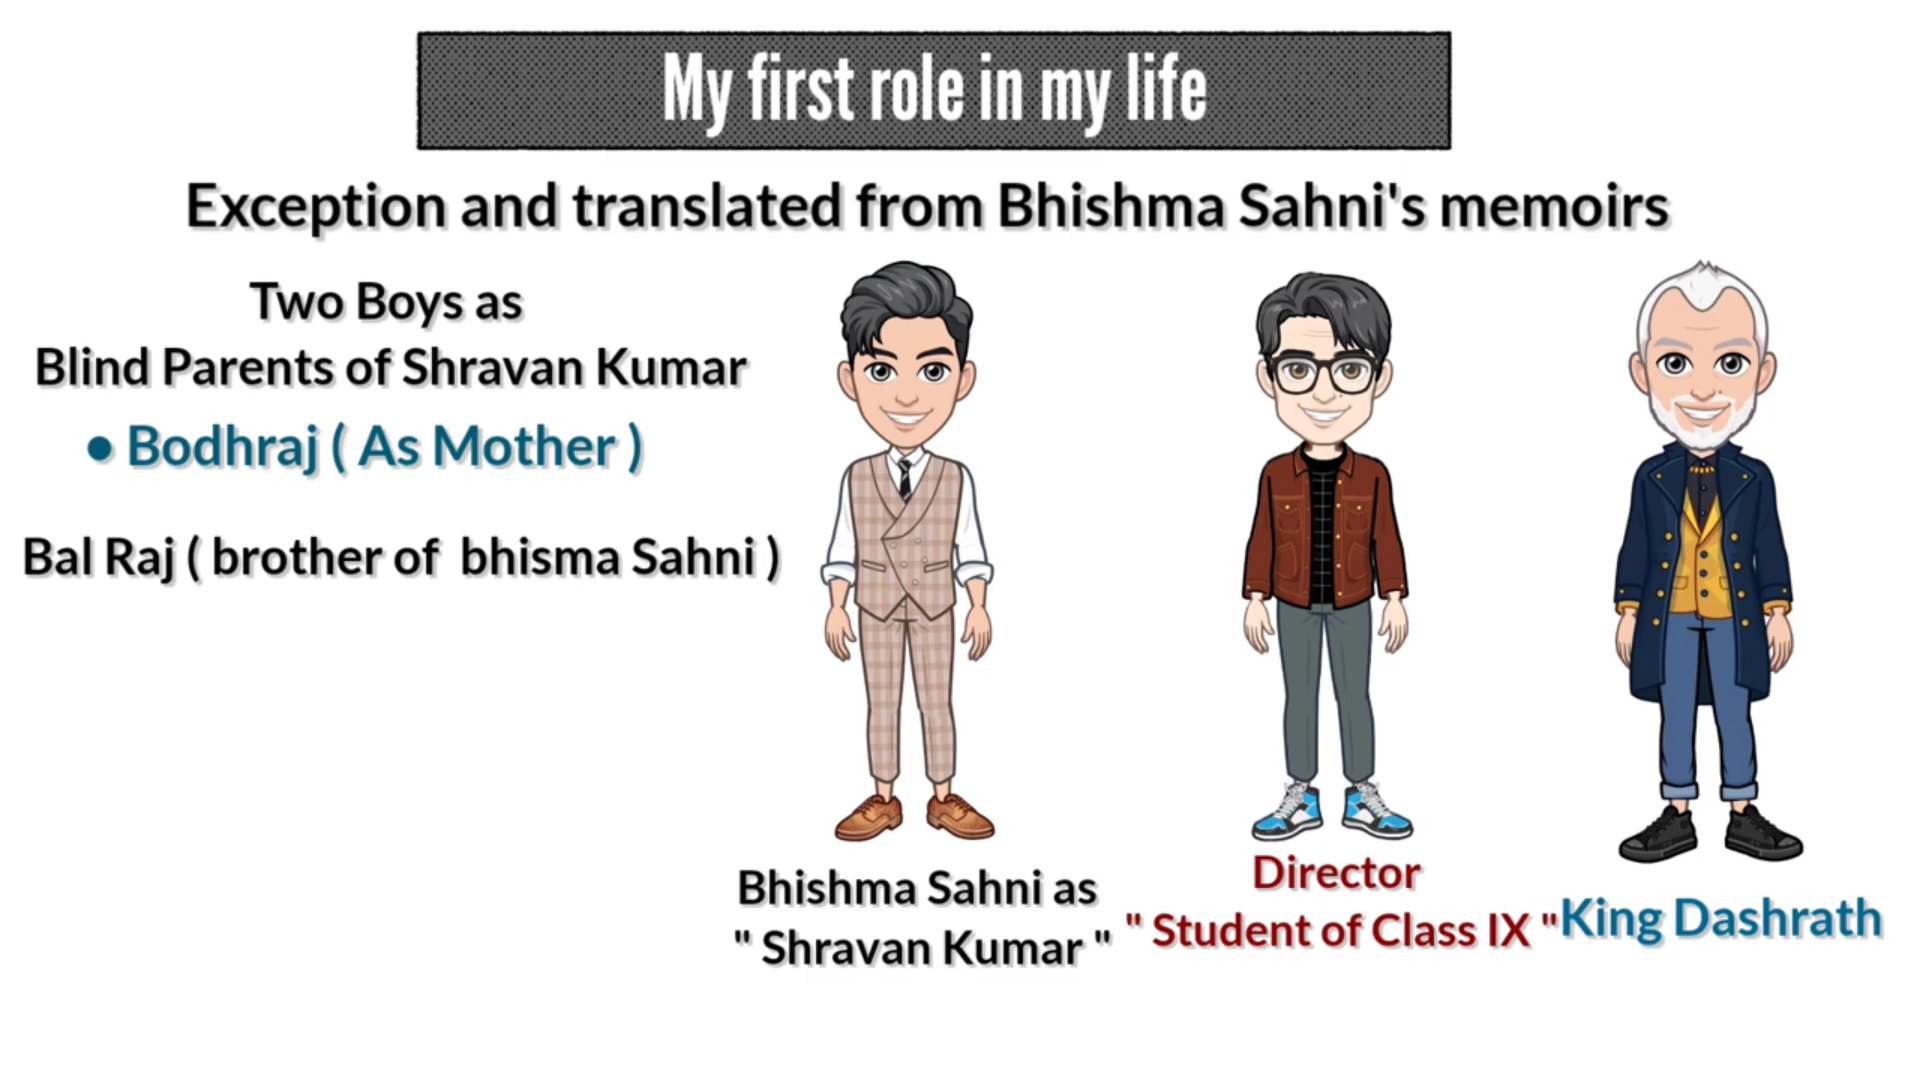 My first role in my life
Exception and translated from Bhishma Sahni's memoirs
Two Boys as
Blind Parents of Shravan Kumar
• Bodhraj ( As Mother )
Bal Raj ( brother of bhisma Sahni )
Bhishma Sahni as
" Shravan Kumar "
Director
" Student of Class IX "
King Dashrath